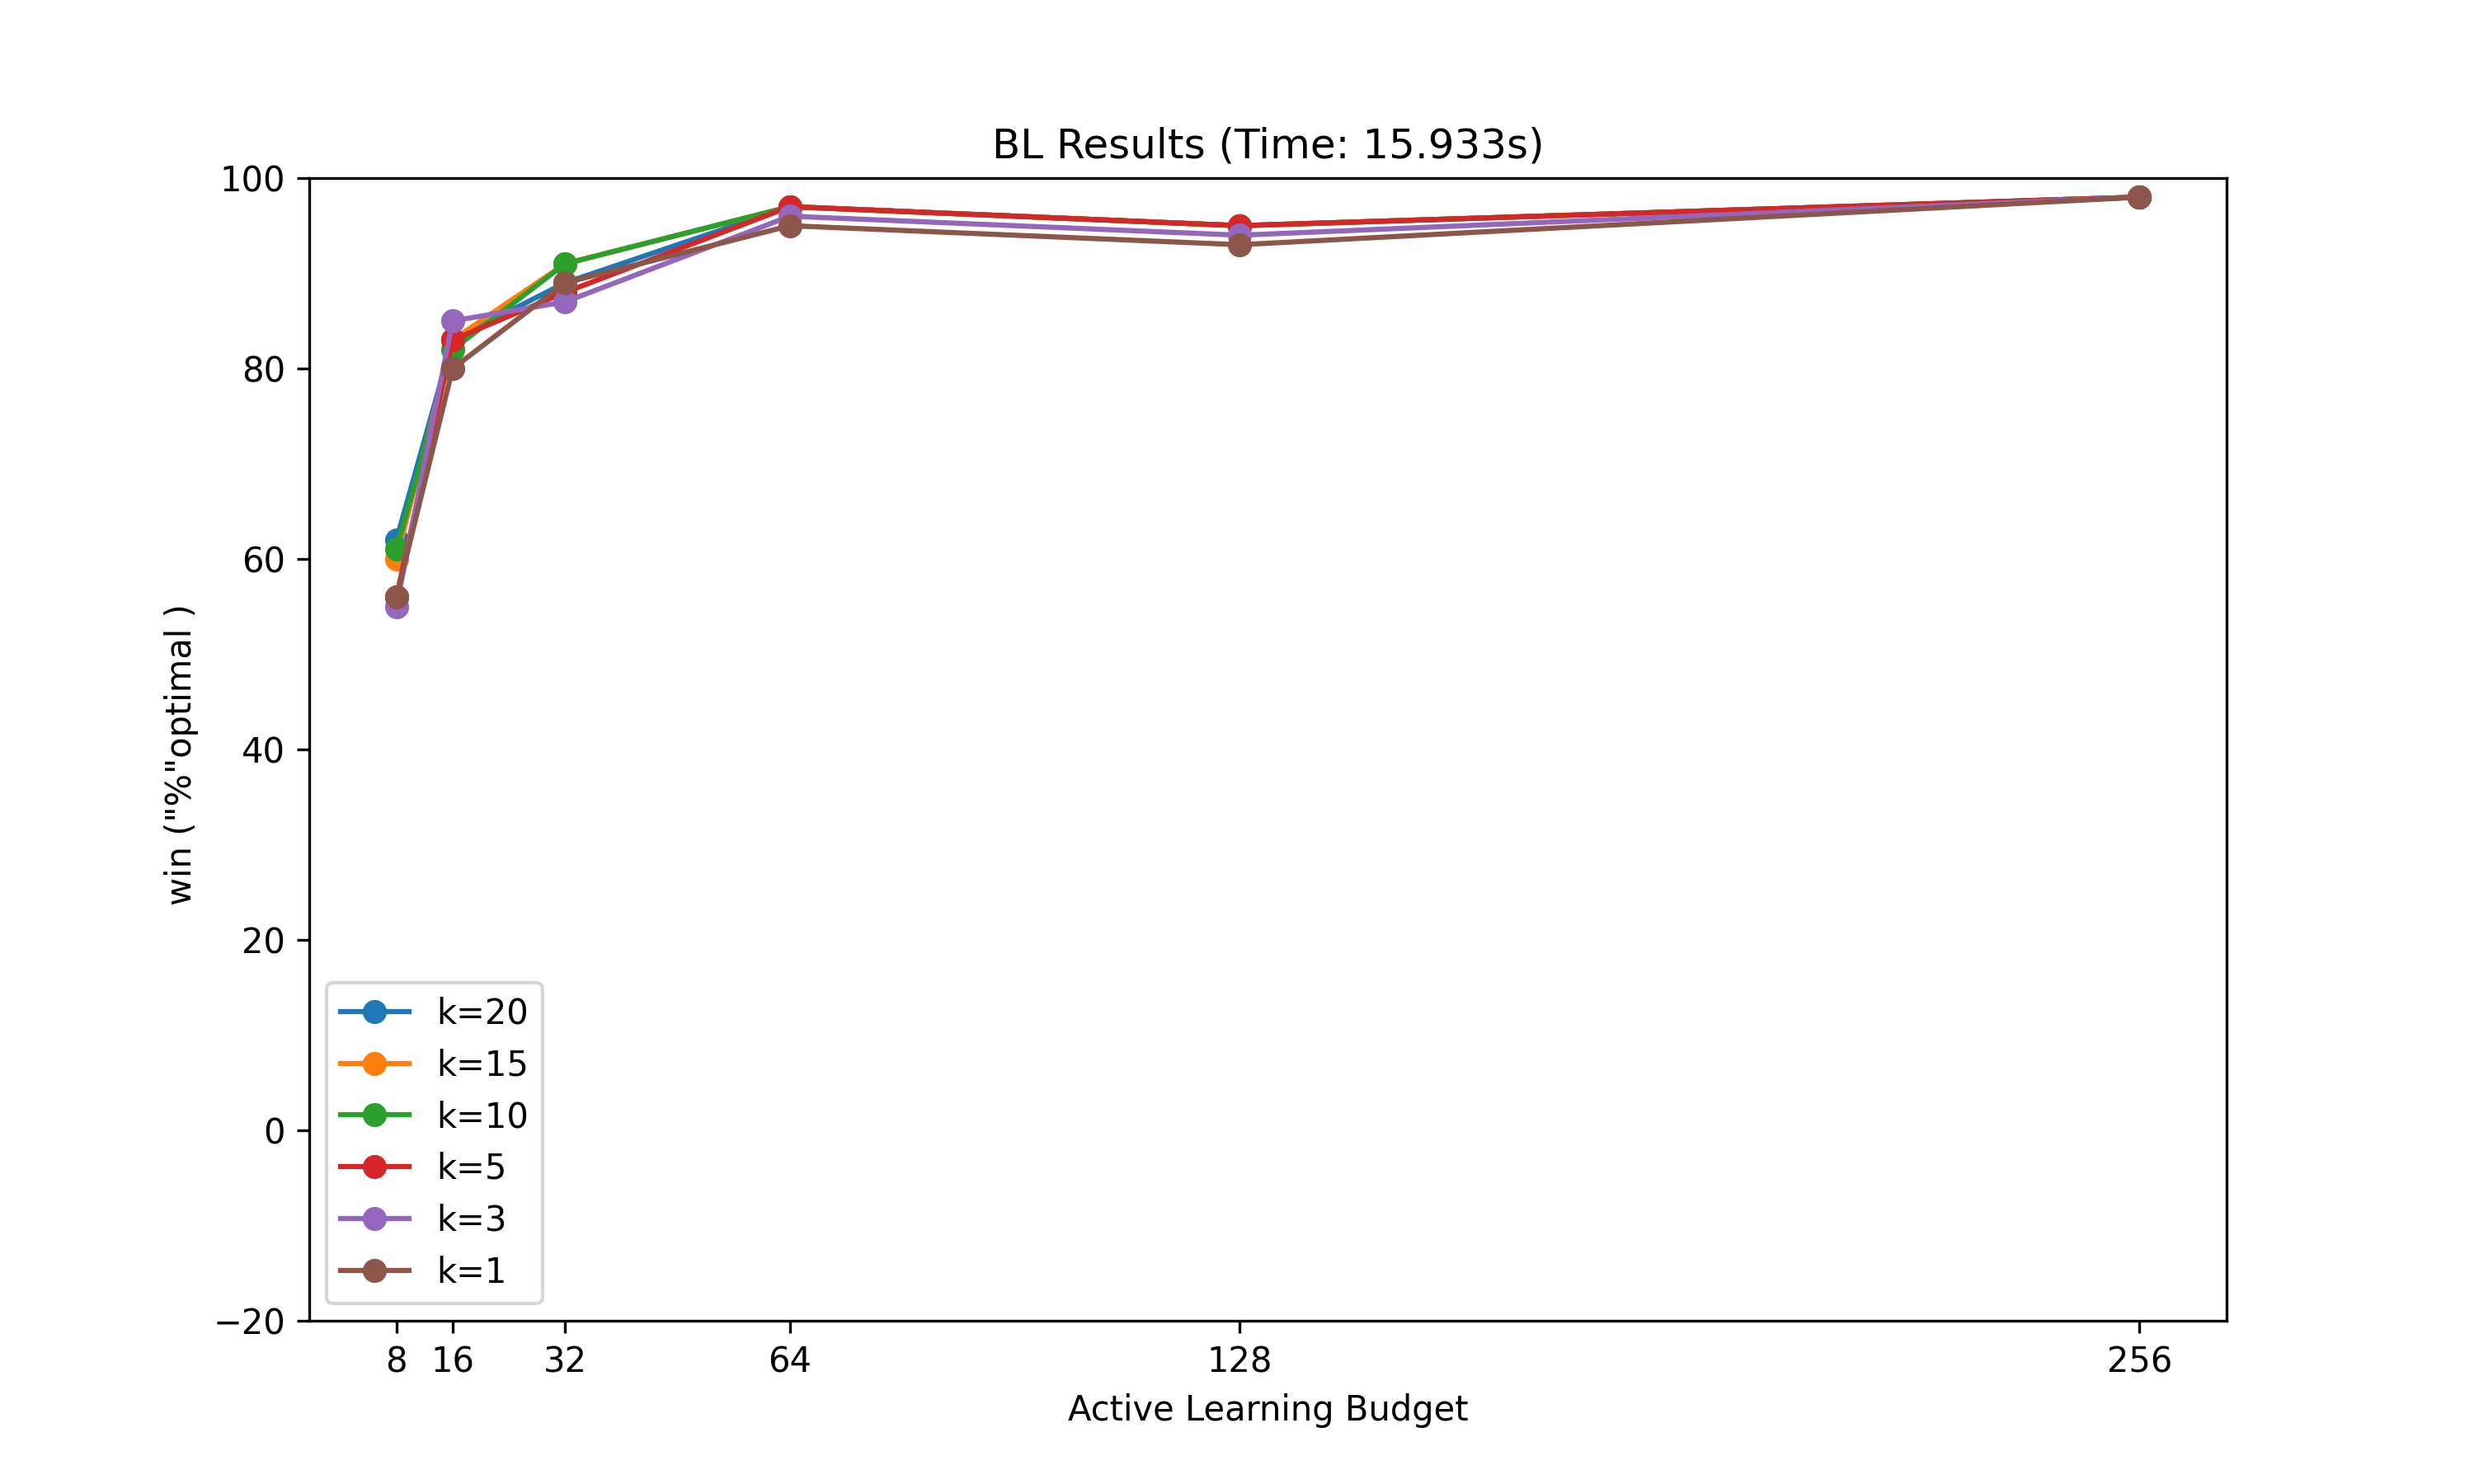 BL Results (Time: 15.933s)
100
80
60
40
20
0
−20
win ("%"optimal )
k=20
k=15
k=10
k=5
k=3
k=1
8 16 32 64 128 256
Active Learning Budget